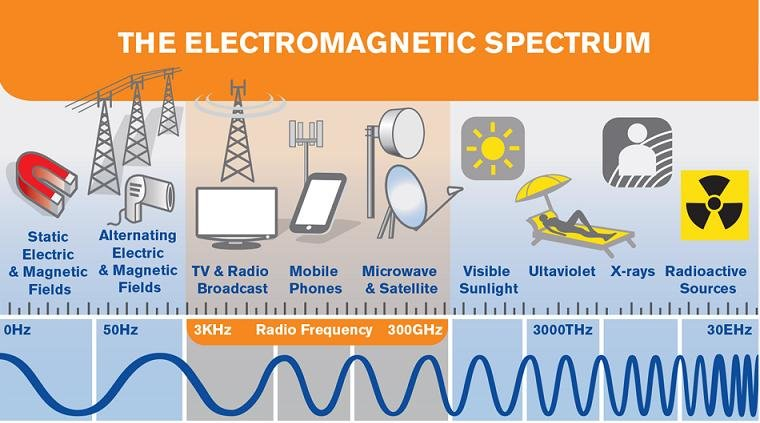 THE ELECTROMAGNETIC SPECTRUM
Static
Electric
& Magnetic
Fields
Alternating
Electric
& Magnetic
Fields
TV & Radio
Broadcast
Mobile
Phones
Microwave
& Satellite
Visible
Sunlight
Ultaviolet
X-rays
Radioactive
Sources
0Hz
50Hz
3KHz
Radio Frequency
300GHz
3000THz
30EHz